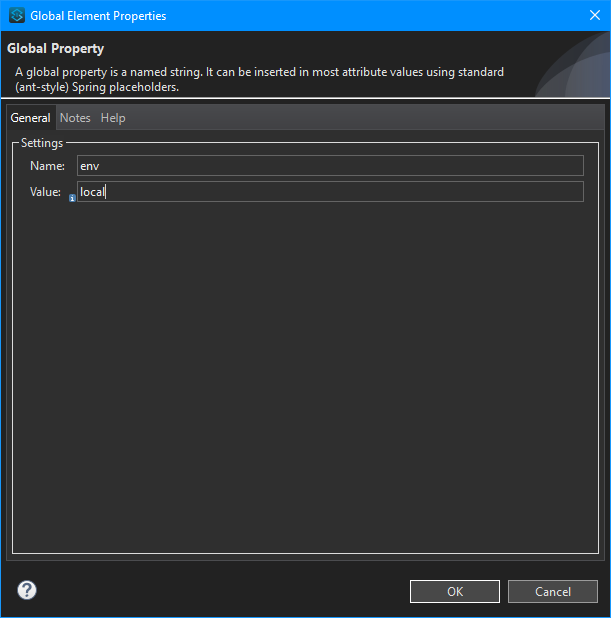 Global Element Properties
Global Property
A global property is a named string. It can be inserted in most attribute values using standard
(ant-style) Spring placeholders.
General Notes Help
Settings
Name: env
Value: local
OK Cancel